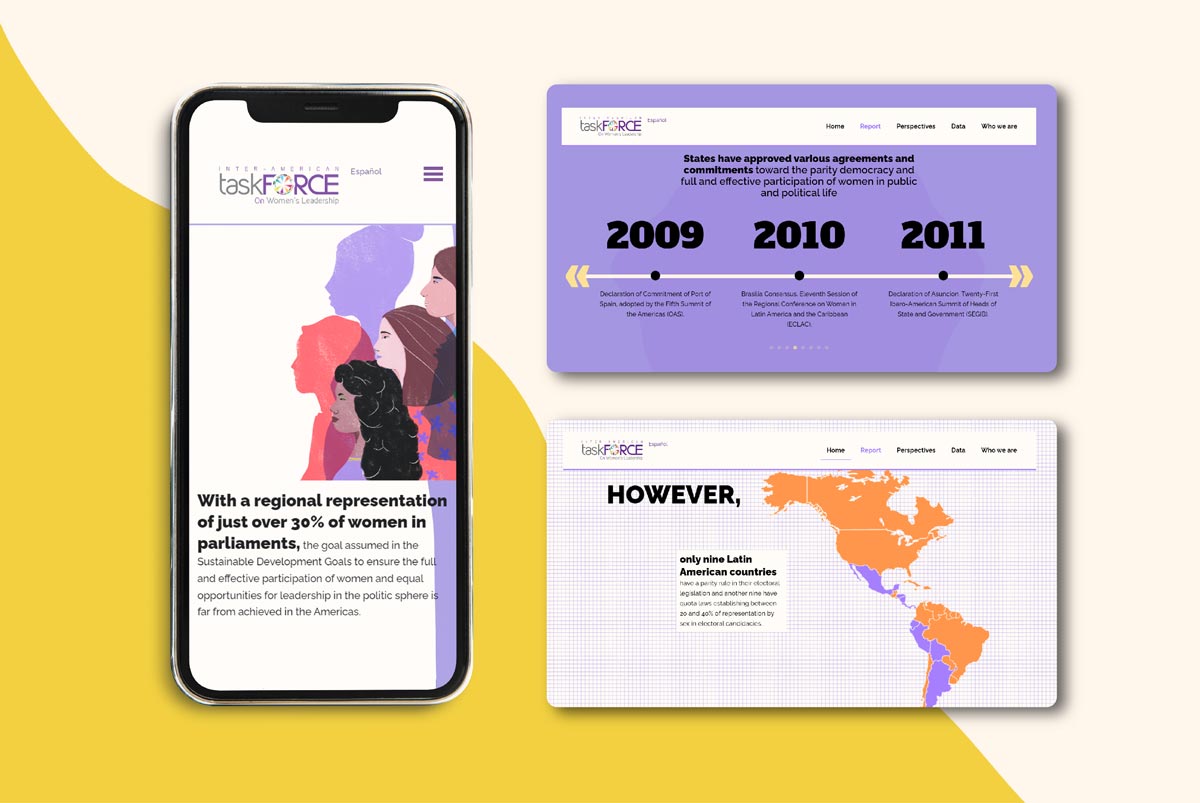 INTER-AMERICAN
taskFORCE
On Women's Leadership
Español
With a regional representation
of just over 30% of women in
parliaments, the goal assumed in the
Sustainable Development Goals to ensure the full
and effective participation of women and equal
opportunities for leadership in the politic sphere is
far from achieved in the Americas.
INTER-AMERICAN
taskFORCE
On Women's Leadership
Español
Home Report Perspectives Data Who we are
States have approved various agreements and
commitments toward the parity democracy and
full and effective participation of women in public
and political life
2009 2010 2011
Declaration of Commitment of Port of
Spain, adopted by the Fifth Summit of
the Americas (OAS).
Brasilia Consensus. Eleventh Session of
the Regional Conference on Women in
Latin America and the Caribbean
(ECLAC).
Declaration of Asuncion. Twenty-First
Ibero-American Summit of Heads of
State and Government (SEGIB).
INTER-AMERICAN
taskFORCE
On Women's Leadership
Español
Home Report Perspectives Data Who we are
HOWEVER,
only nine Latin
American countries
have a parity rule in their electoral
legislation and another nine have
quota laws establishing between
20 and 40% of representation by
sex in electoral candidacies.